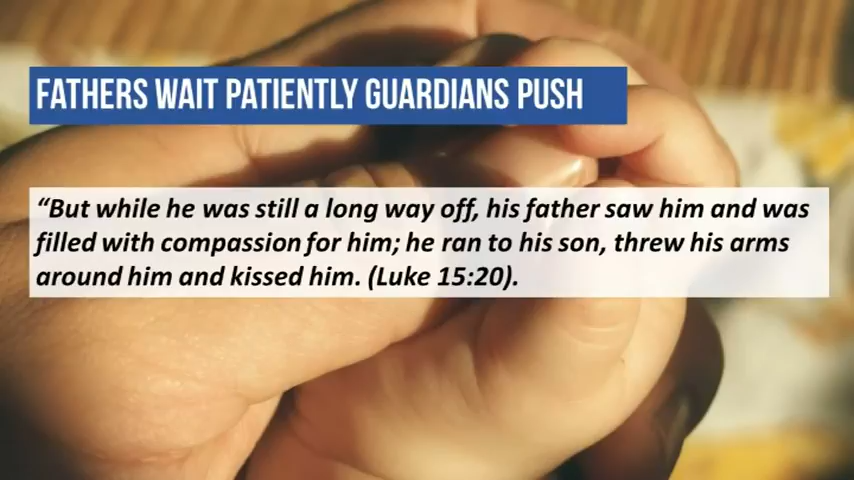 FATHERS WAIT PATIENTLY GUARDIANS PUSH
“But while he was still a long way off, his father saw him and was
filled with compassion for him; he ran to his son, threw his arms
around him and kissed him. (Luke 15:20).